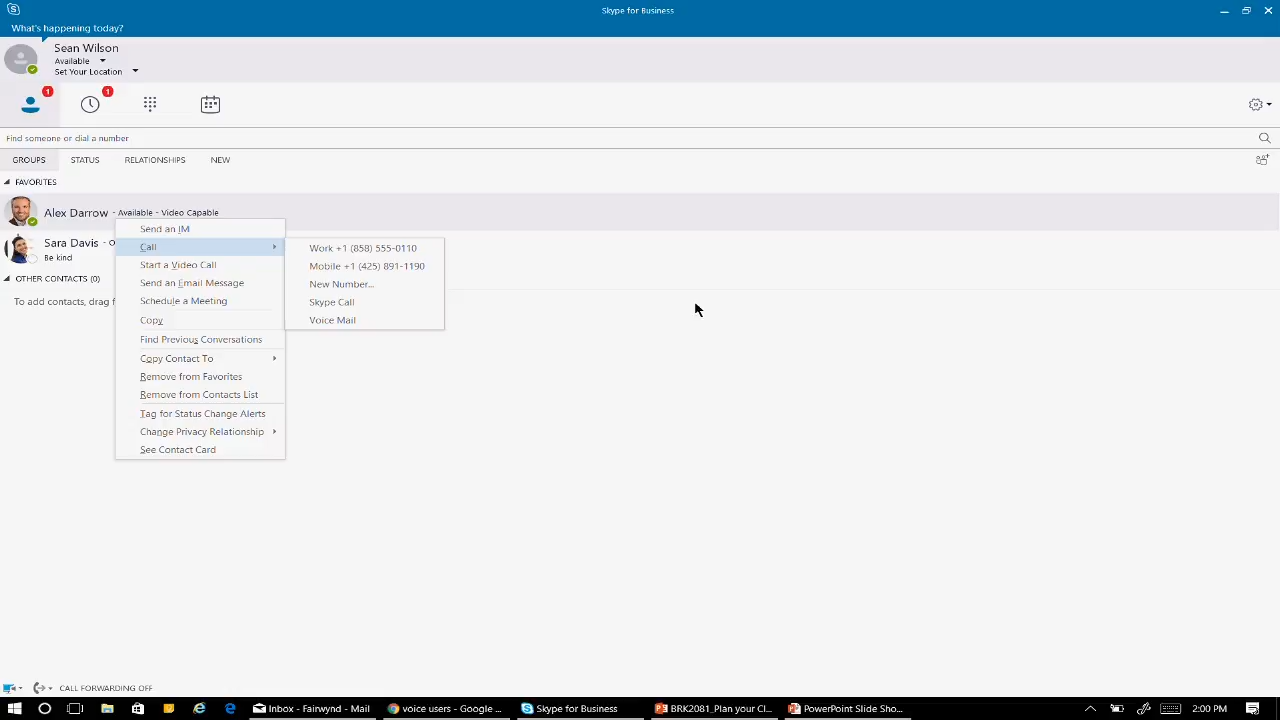 Skype for Business
What's happening today?
Sean Wilson
Available
Set Your Location
1
1
Find someone or dial a number
GROUPS STATUS RELATIONSHIPS NEW
FAVORITES
Alex Darrow - Available - Video Capable
Sara Davis - O
Be kind
OTHER CONTACTS (0)
To add contacts, drag f
Send an IM
Call
Start a Video Call
Send an Email Message
Schedule a Meeting
Copy
Find Previous Conversations
Copy Contact To
Remove from Favorites
Remove from Contacts List
Tag for Status Change Alerts
Change Privacy Relationship
See Contact Card
Work +1 (858) 555-0110
Mobile +1 (425) 891-1190
New Number...
Skype Call
Voice Mail
CALL FORWARDING OFF
Inbox - Fairwynd - Mail voice users - Google ... Skype for Business BRK2081_Plan your Cl... PowerPoint Slide Sho... 2:00 PM